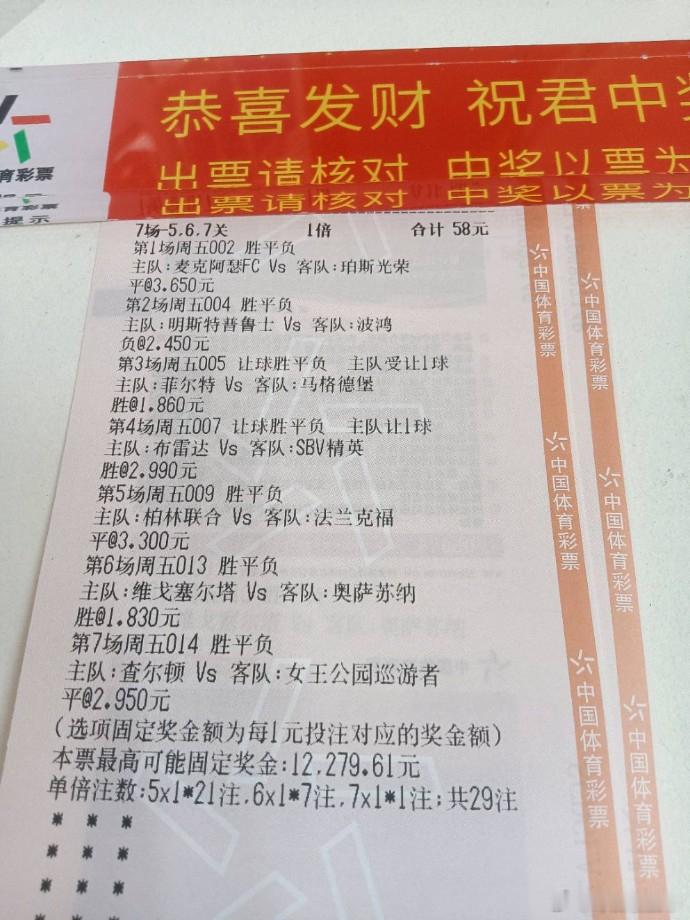 恭喜发财 祝君中奖
出票请核对 中奖以票为
出票请核对 中奖以票为
育彩票
提示
7场-5.6.7关 1倍 合计 58元
第1场周五002 胜平负
主队:麦克阿瑟FC Vs 客队:珀斯光荣
平@3.650元
第2场周五004 胜平负
主队:明斯特普鲁士 Vs 客队:波鸿
负@2.450元
第3场周五005 让球胜平负 主队受让1球
主队:菲尔特 Vs 客队:马格德堡
胜@1.860元
第4场周五007 让球胜平负 主队让1球
主队:布雷达 Vs 客队:SBV精英
胜@2.990元
第5场周五009 胜平负
主队:柏林联合 Vs 客队:法兰克福
平@3.300元
第6场周五013 胜平负
主队:维戈塞尔塔 Vs 客队:奥萨苏纳
胜@1.830元
第7场周五014 胜平负
主队:查尔顿 Vs 客队:女王公园巡游者
平@2.950元
(选项固定奖金额为每1元投注对应的奖金额)
本票最高可能固定奖金:12,279.61元
单倍注数:5x1*21注,6x1*7注,7x1*1注;共29注
* * *
* * *
* * *
* * *
中国体育彩票
中国体育彩票
中国体育彩票
中国体育彩票
中国体育彩票
中国体育彩票